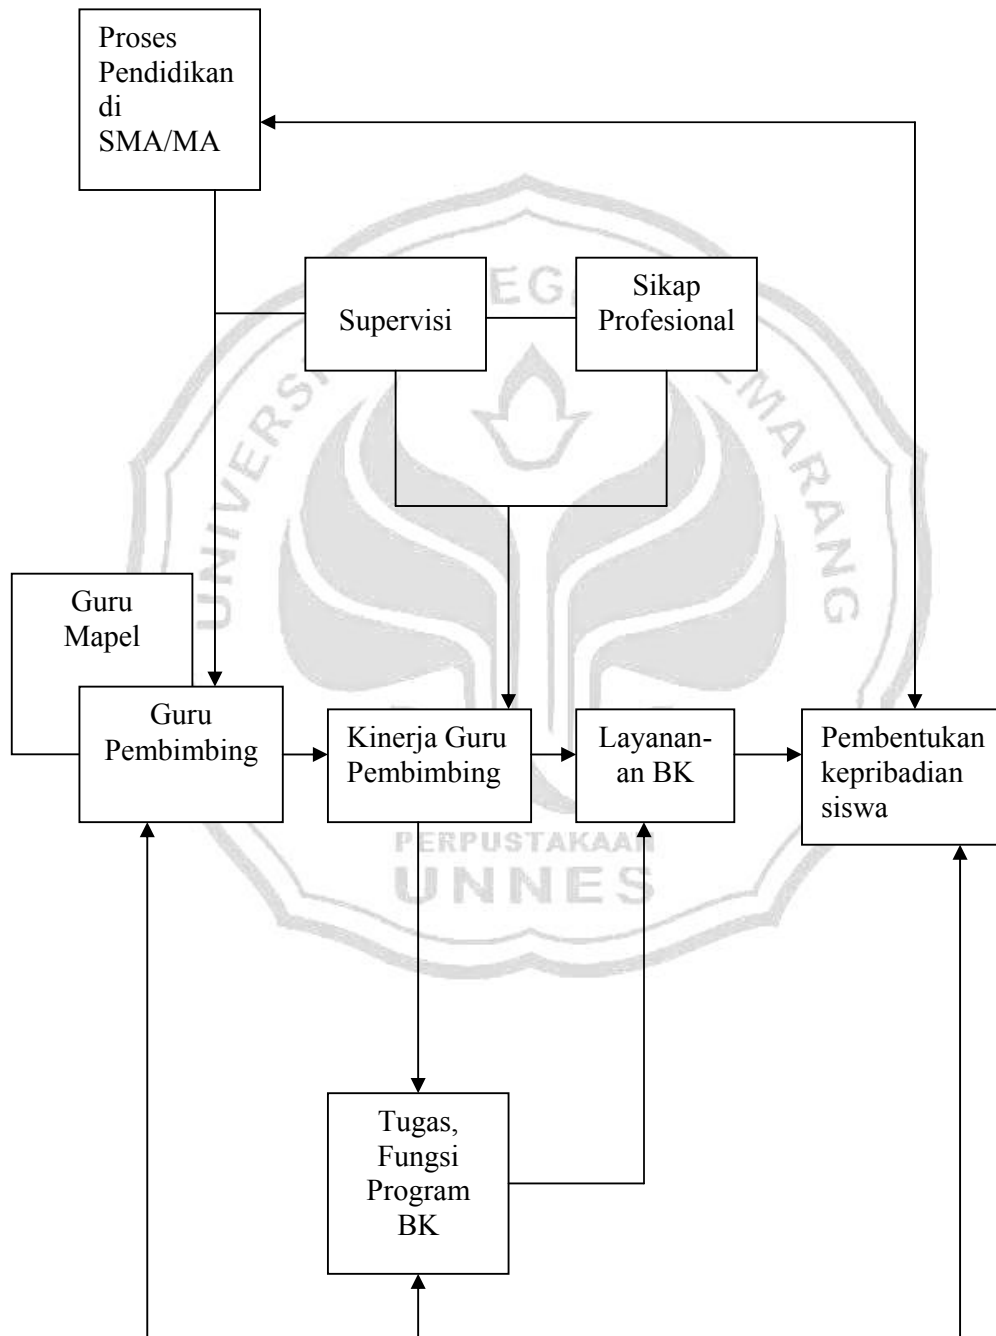 Proses
Pendidikan
di
SMA/MA
Supervisi
Sikap
Profesional
Guru
Mapel
Guru
Pembimbing
Kinerja Guru
Pembimbing
Layanan-
an BK
Pembentukan
kepribadian
siswa
Tugas,
Fungsi
Program
BK
PERPUSTAKAAN
UNNES